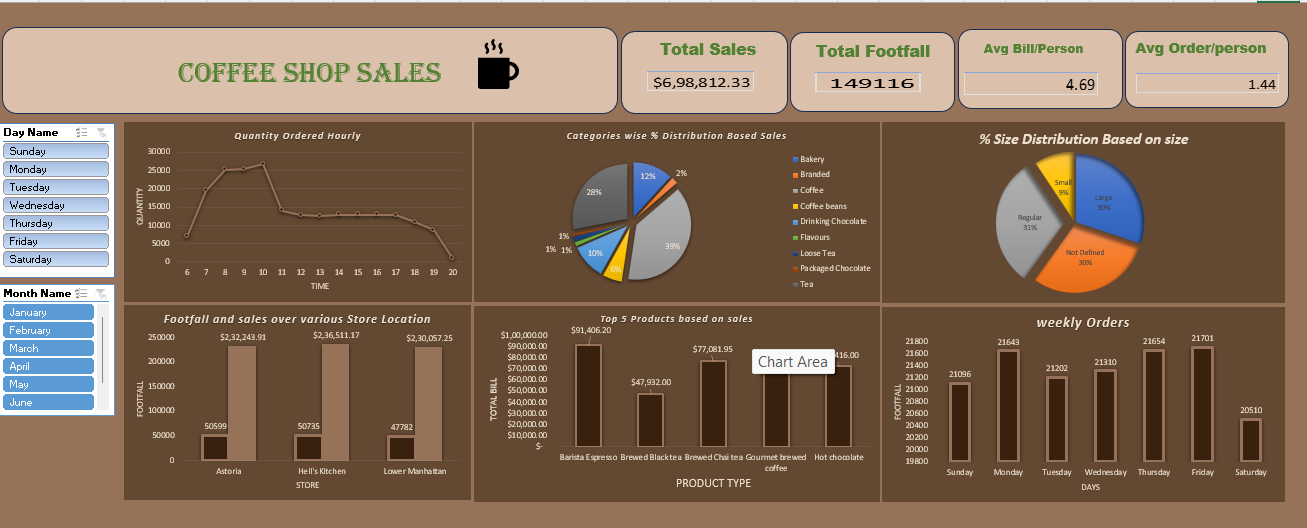 COFFEE SHOP SALES
Total Sales
$6,98,812.33
Total Footfall
149116
Avg Bill/Person
4.69
Avg Order/person
1.44
Day Name
Sunday
Monday
Tuesday
Wednesday
Thursday
Friday
Saturday
Month Name
January
February
March
April
May
June
Quantity Ordered Hourly
QUANTITY
30000
25000
20000
15000
10000
5000
0
6 7 8 9 10 11 12 13 14 15 16 17 18 19 20
TIME
Categories wise % Distribution Based Sales
12%
2%
39%
10%
1%
1%
1%
28%
Bakery
Branded
Coffee
Coffee beans
Drinking Chocolate
Flavours
Loose Tea
Packaged Chocolate
Tea
% Size Distribution Based on size
Small
9%
Large
30%
Regular
31%
Not Defined
30%
Footfall and sales over various Store Location
FOOTFALL
250000
200000
150000
100000
50000
0
$2,32,243.91
$2,36,511.17
$2,30,057.25
50599
50735
47782
Astoria
Hell's Kitchen
Lower Manhattan
STORE
Top 5 Products based on sales
TOTAL BILL
$1,00,000.00
$90,000.00
$80,000.00
$70,000.00
$60,000.00
$50,000.00
$40,000.00
$30,000.00
$20,000.00
$10,000.00
$-
$91,406.20
$47,932.00
$77,081.95
416.00
Chart Area
Barista Espresso
Brewed Black tea
Brewed Chai tea
Gourmet brewed
coffee
Hot chocolate
PRODUCT TYPE
weekly Orders
FOOTFALL
21800
21600
21400
21200
21000
20800
20600
20400
20200
20000
19800
21096
21643
21202
21310
21654
21701
20510
Sunday
Monday
Tuesday
Wednesday
Thursday
Friday
Saturday
DAYS